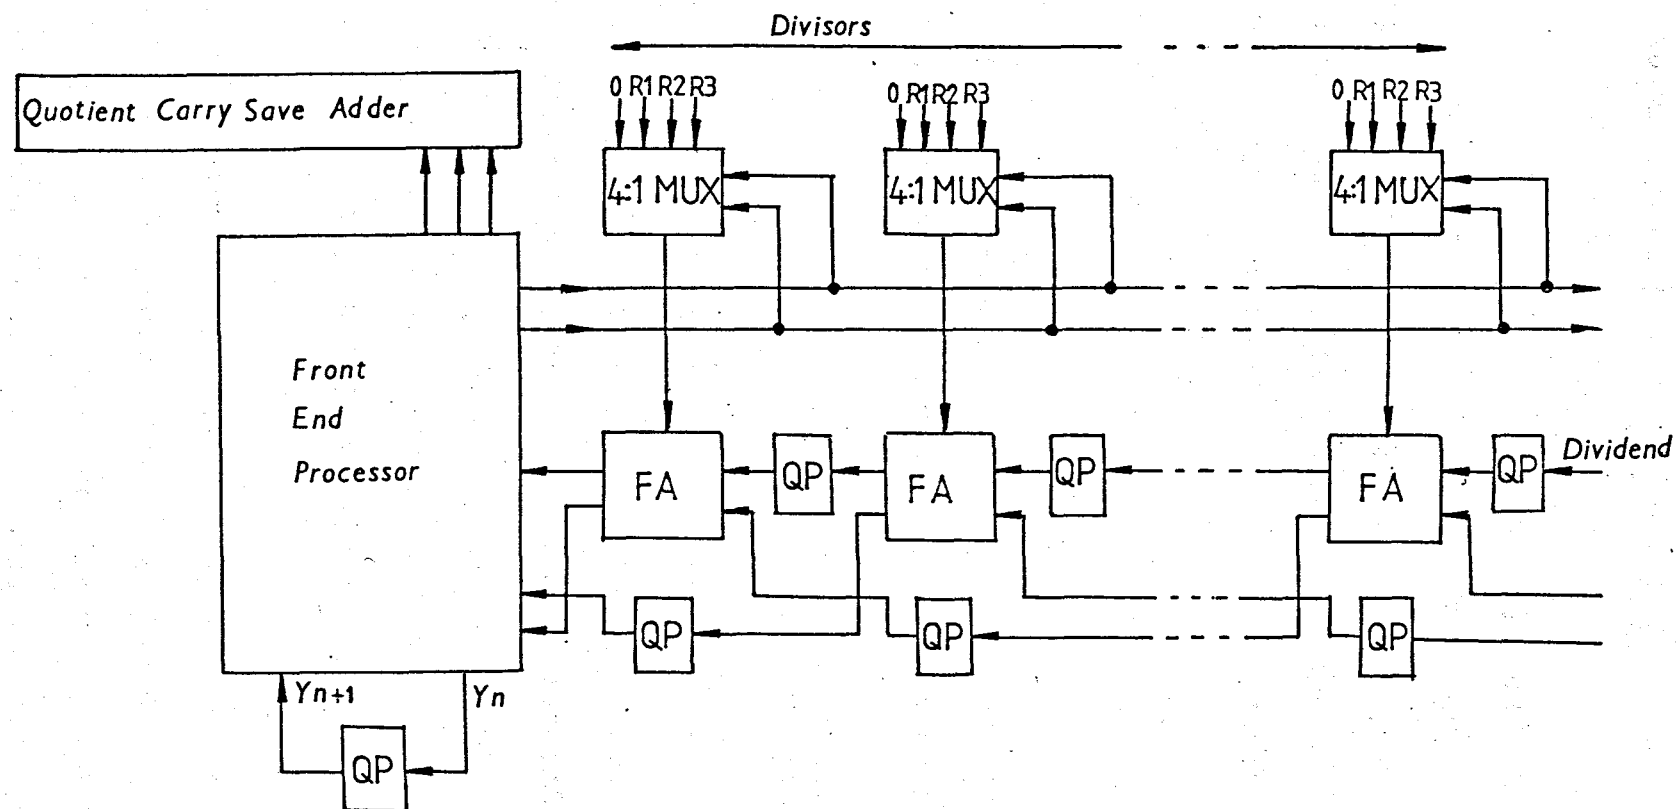 Divisors
Quotient Carry Save Adder
0 R1 R2 R3
0 R1 R2 R3
0 R1 R2 R3
4:1 MUX
4:1 MUX
4:1 MUX
Front
End
Processor
FA
QP
FA
QP
FA
QP
Dividend
QP
QP
QP
Yn+1
Yn
QP